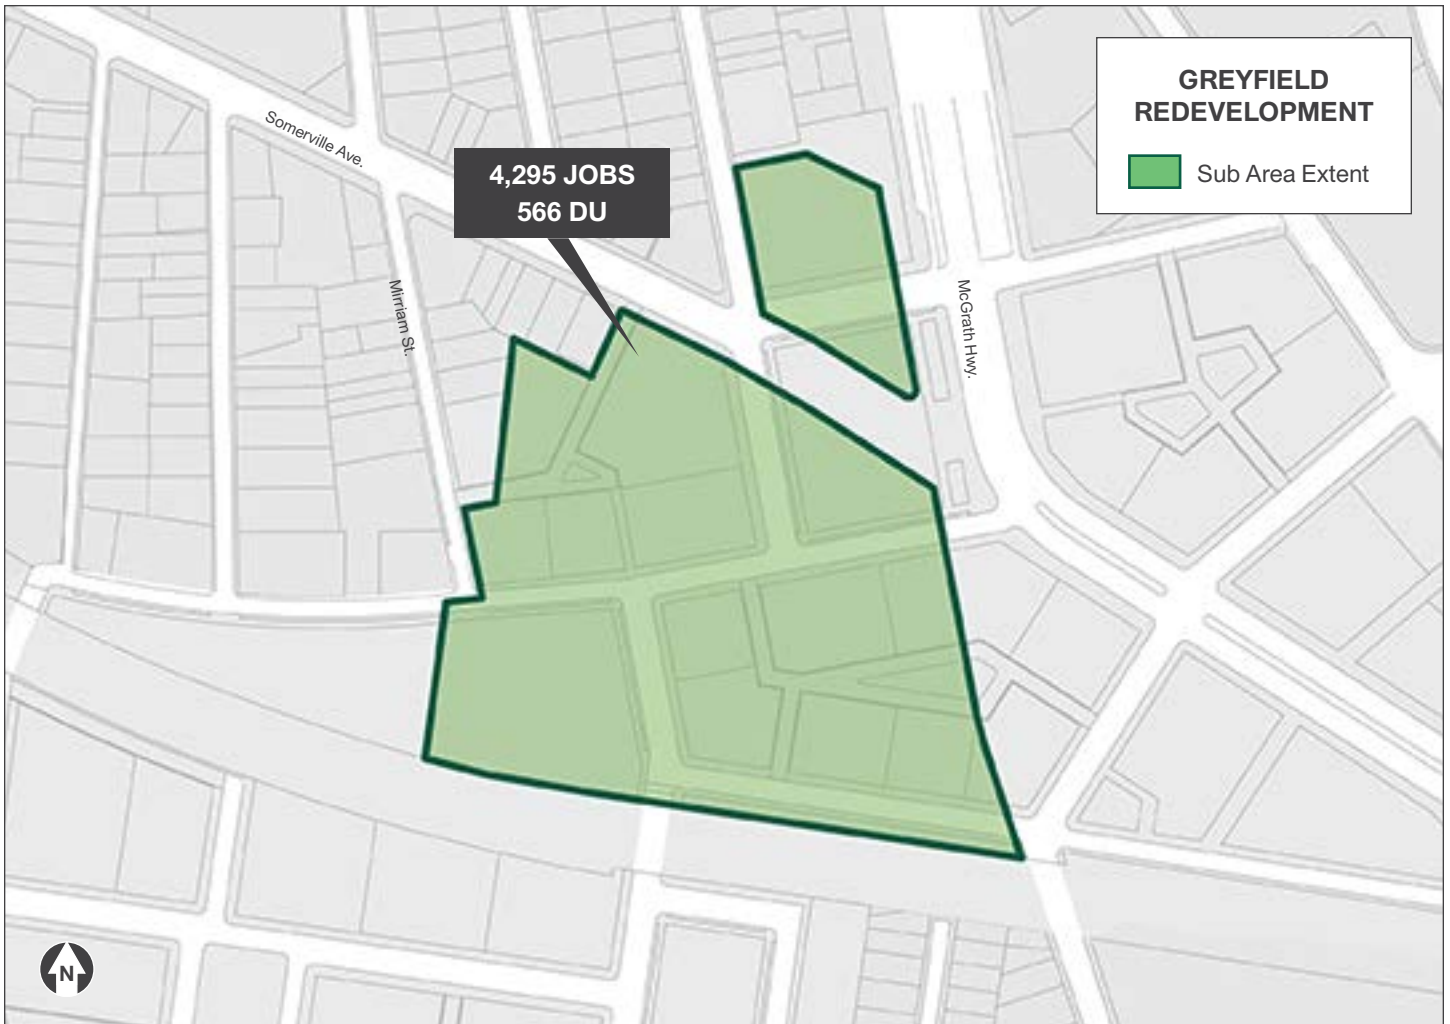 GREYFIELD
REDEVELOPMENT
Sub Area Extent
Somerville Ave.
4,295 JOBS
566 DU
Mirriam St.
McGrath Hwy.
N